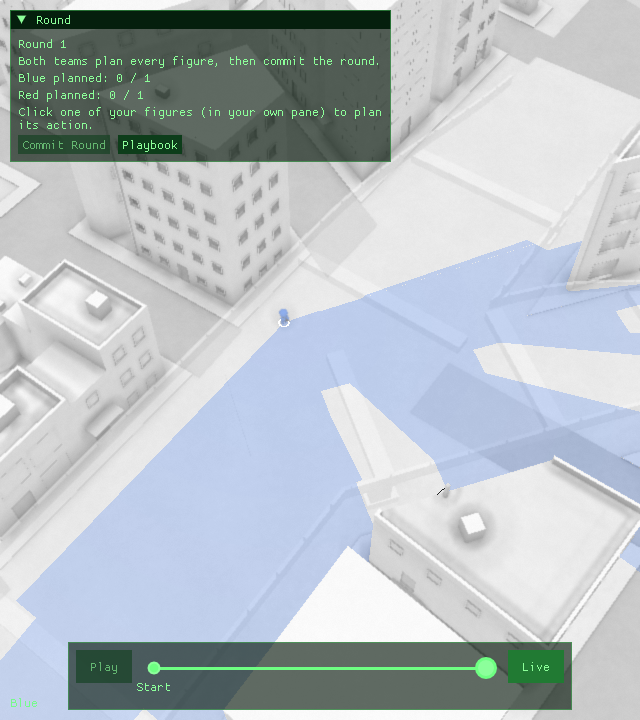 Round
Round 1
Both teams plan every figure, then commit the round.
Blue planned: 0 / 1
Red planned: 0 / 1
Click one of your figures (in your own pane) to plan
its action.
Commit Round
Playbook
Play
Start
Live
Blue